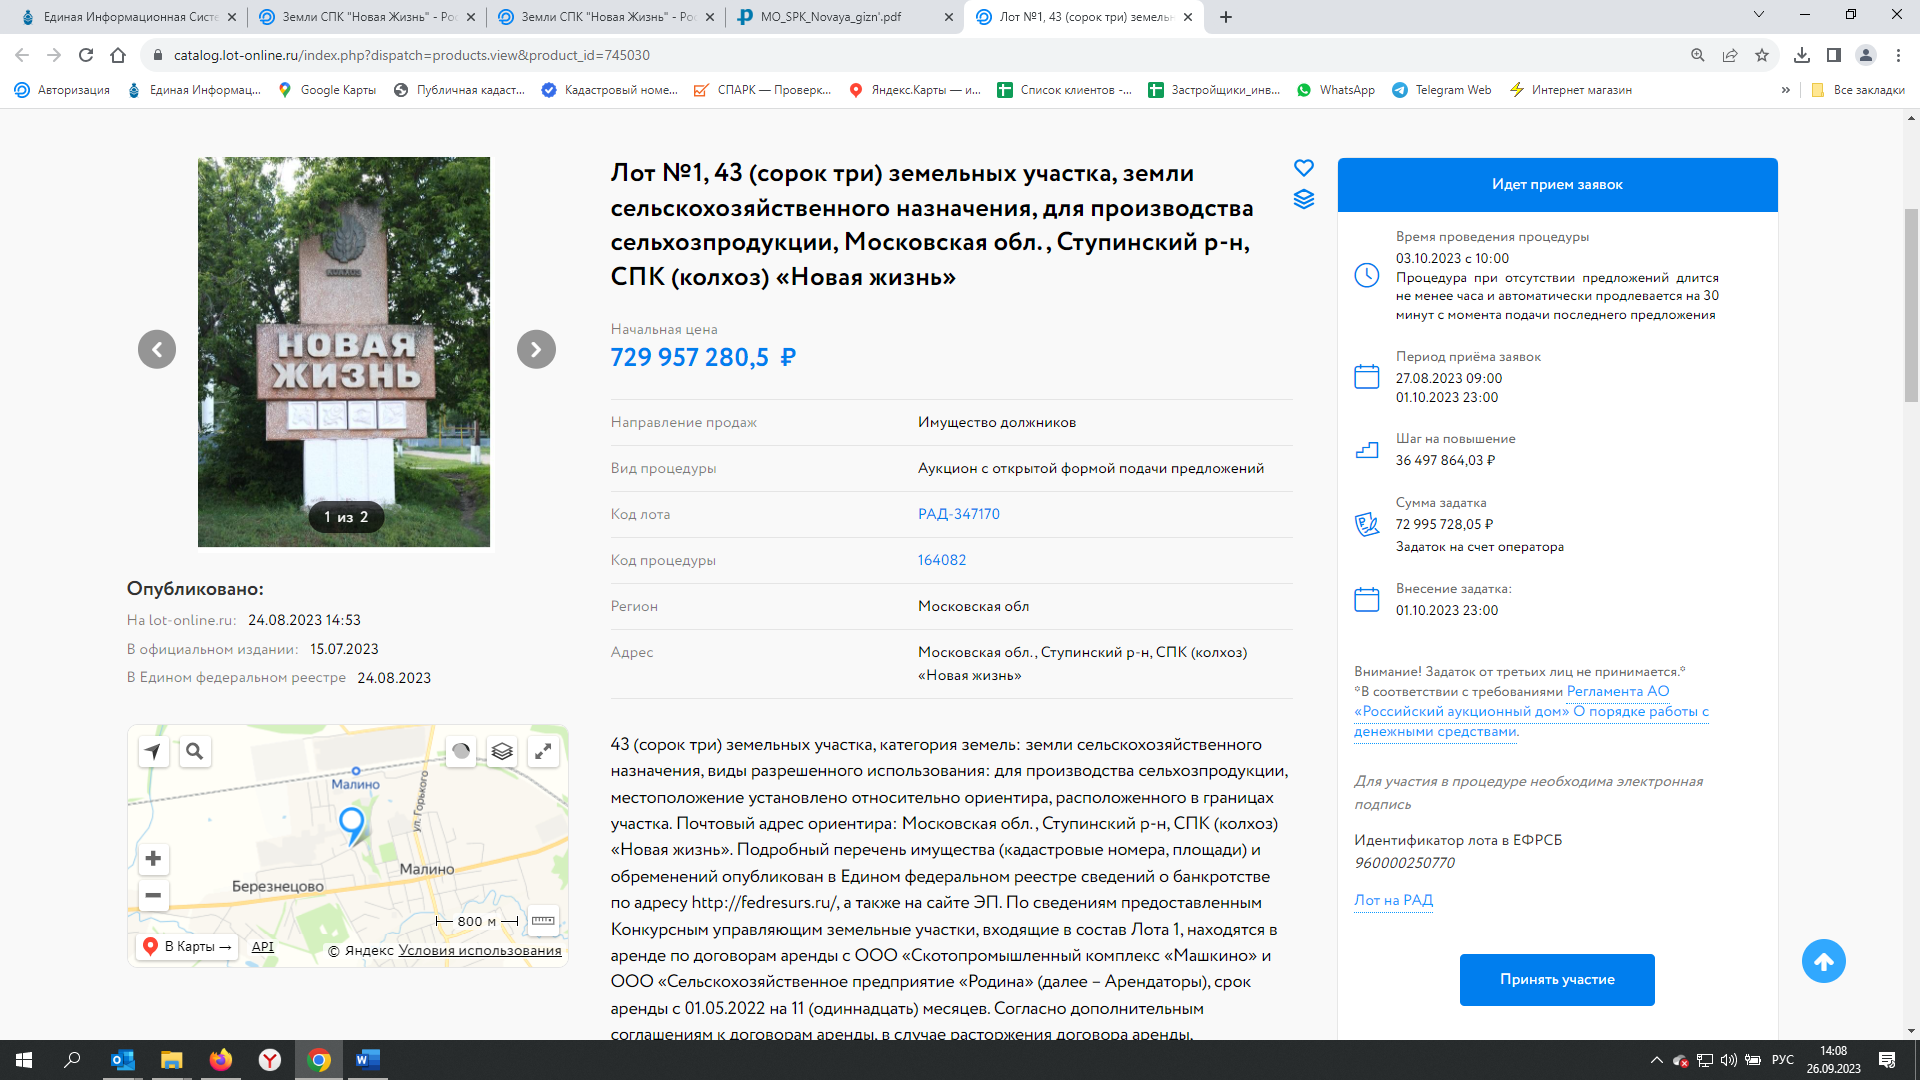 Единая Информационная Систе
Земли СПК "Новая Жизнь" - Рос
Земли СПК "Новая Жизнь" - Рос
MO_SPK_Novaya_gizn'.pdf
Лот №1, 43 (сорок три) земельн
catalog.lot-online.ru/index.php?dispatch=products.view&product_id=745030
Авторизация
Единая Информац...
Google Карты
Публичная кадаст...
Кадастровый номе...
СПАРК — Проверк...
Яндекс.Карты — и...
Список клиентов -...
Застройщики_инв...
WhatsApp
Telegram Web
Интернет магазин
»
Все закладки
НОВАЯ
ЖИЗНЬ
1 из 2
Опубликовано:
На lot-online.ru: 24.08.2023 14:53
В официальном издании: 15.07.2023
В Едином федеральном реестре 24.08.2023
Малино
ул. Горького
Малино
Березнецово
800 м
В Карты →
API
© Яндекс Условия использования
Лот №1, 43 (сорок три) земельных участка, земли
сельскохозяйственного назначения, для производства
сельхозпродукции, Московская обл., Ступинский р-н,
СПК (колхоз) «Новая жизнь»
Начальная цена
729 957 280,5 ₽
Направление продаж Имущество должников
Вид процедуры Аукцион с открытой формой подачи предложений
Код лота РАД-347170
Код процедуры 164082
Регион Московская обл
Адрес Московская обл., Ступинский р-н, СПК (колхоз)
«Новая жизнь»
43 (сорок три) земельных участка, категория земель: земли сельскохозяйственного
назначения, виды разрешенного использования: для производства сельхозпродукции,
местоположение установлено относительно ориентира, расположенного в границах
участка. Почтовый адрес ориентира: Московская обл., Ступинский р-н, СПК (колхоз)
«Новая жизнь». Подробный перечень имущества (кадастровые номера, площади) и
обременений опубликован в Едином федеральном реестре сведений о банкротстве
по адресу http://fedresurs.ru/, а также на сайте ЭП. По сведениям предоставленным
Конкурсным управляющим земельные участки, входящие в состав Лота 1, находятся в
аренде по договорам аренды с ООО «Скотопромышленный комплекс «Машкино» и
ООО «Сельскохозяйственное предприятие «Родина» (далее – Арендаторы), срок
аренды с 01.05.2022 на 11 (одиннадцать) месяцев. Согласно дополнительным
соглашениям к договорам аренды, в случае расторжения договора аренды,
Идет прием заявок
Время проведения процедуры
03.10.2023 с 10:00
Процедура при отсутствии предложений длится
не менее часа и автоматически продлевается на 30
минут с момента подачи последнего предложения
Период приёма заявок
27.08.2023 09:00
01.10.2023 23:00
Шаг на повышение
36 497 864,03 ₽
Сумма задатка
72 995 728,05 ₽
Задаток на счет оператора
Внесение задатка:
01.10.2023 23:00
Внимание! Задаток от третьих лиц не принимается.*
*В соответствии с требованиями Регламента АО
«Российский аукционный дом» О порядке работы с
денежными средствами.
Для участия в процедуре необходима электронная
подпись
Идентификатор лота в ЕФРСБ
960000250770
Лот на РАД
Принять участие
РУС
14:08
26.09.2023